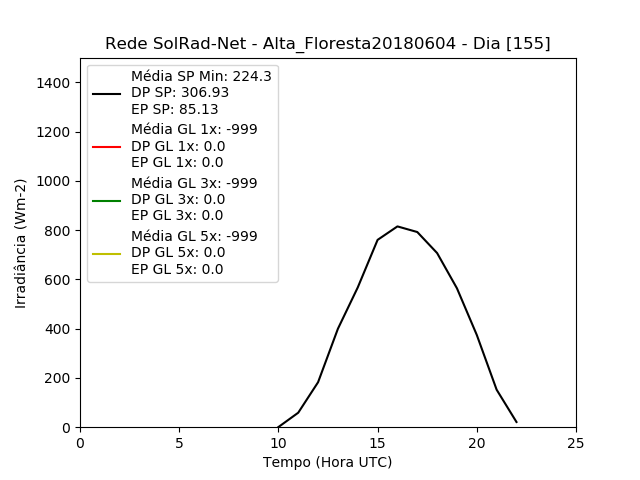 Rede SolRad-Net - Alta_Floresta20180604 - Dia [155]
Média SP Min: 224.3
DP SP: 306.93
EP SP: 85.13
Média GL 1x: -999
DP GL 1x: 0.0
EP GL 1x: 0.0
Média GL 3x: -999
DP GL 3x: 0.0
EP GL 3x: 0.0
Média GL 5x: -999
DP GL 5x: 0.0
EP GL 5x: 0.0
Irradiância (Wm-2)
1400
1200
1000
800
600
400
200
0
0 5 10 15 20 25
Tempo (Hora UTC)